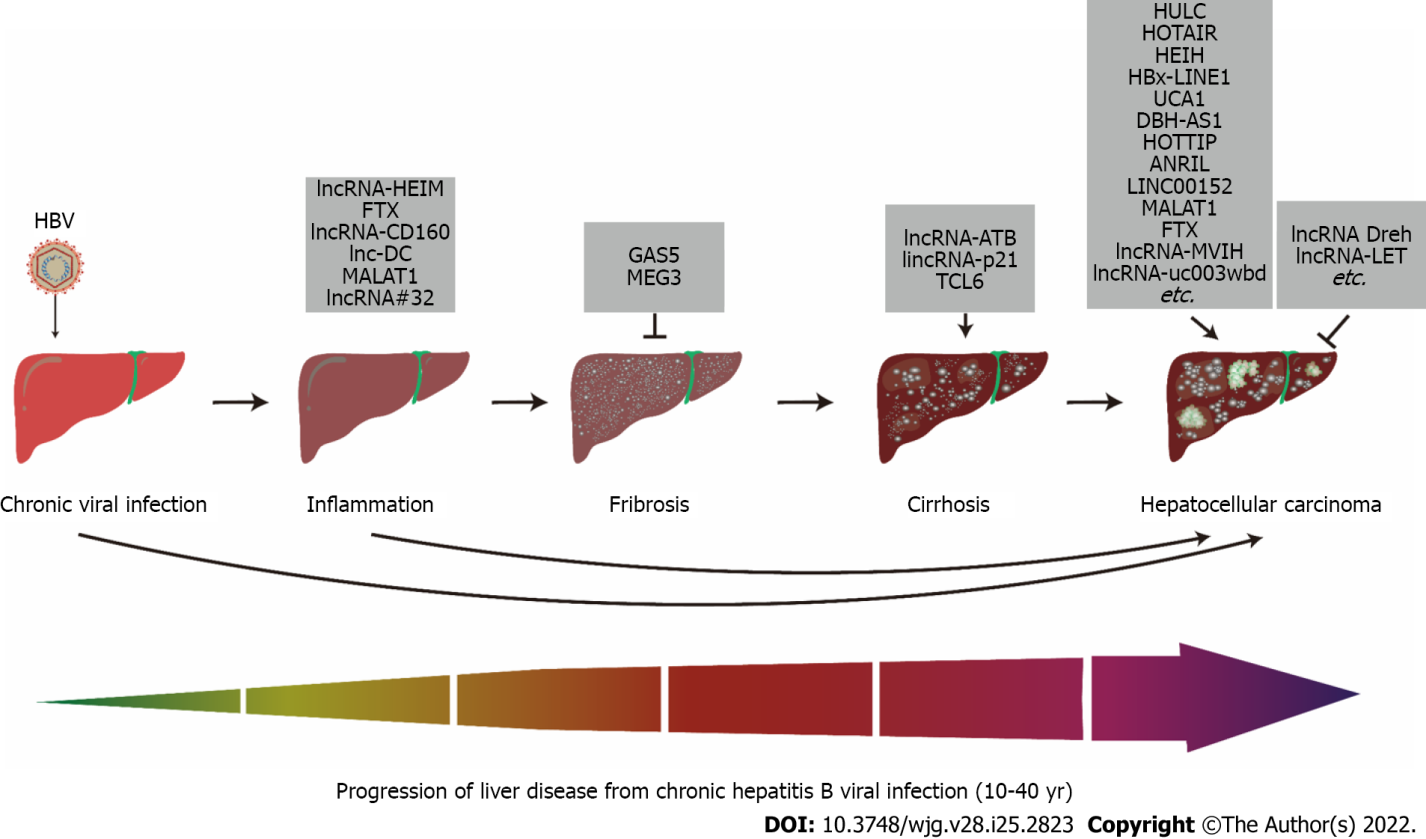 HBV
lncRNA-HEIM
FTX
lncRNA-CD160
lnc-DC
MALAT1
lncRNA#32
GAS5
MEG3
lncRNA-ATB
lincRNA-p21
TCL6
HULC
HOTAIR
HEIH
HBx-LINE1
UCA1
DBH-AS1
HOTTIP
ANRIL
LINC00152
MALAT1
FTX
lncRNA-MVIH
lncRNA-uc003wbd
etc.
lncRNA Dreh
lncRNA-LET
etc.
Chronic viral infection
Inflammation
Fribrosis
Cirrhosis
Hepatocellular carcinoma
Progression of liver disease from chronic hepatitis B viral infection (10-40 yr)
DOI: 10.3748/wjg.v28.i25.2823 Copyright ©The Author(s) 2022.